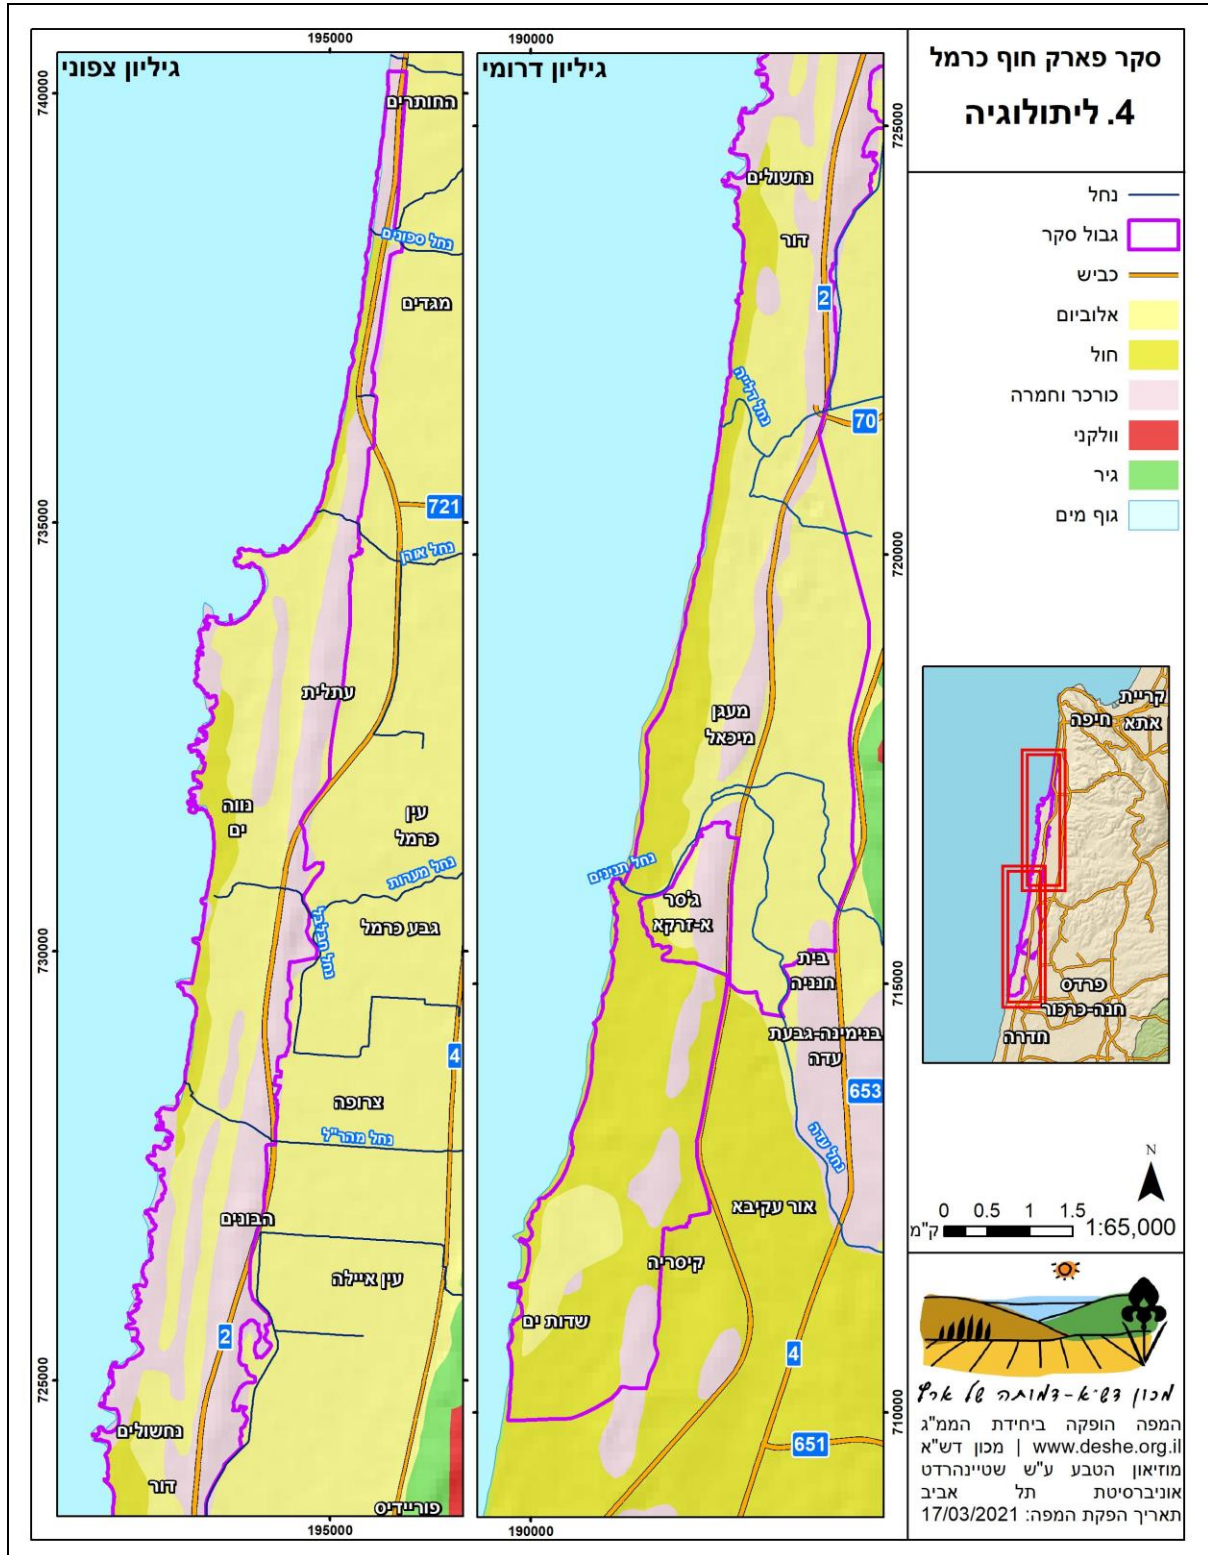 סקר פארק חוף כרמל
4. ליתולוגיה
נחל
גבול סקר
כביש
אלוביום
חול
כורכר וחמרה
וולקני
גיר
גוף מים
קריית
אתא
חיפה
פרדס
חנה-כרכור
חדרה
N
0 0.5 1 1.5
ק"מ
1:65,000
מכון דש"א-דמותה של ארץ
המפה הופקה ביחידת הממ"ג
www.deshe.org.il | מכון דש"א
מוזיאון הטבע ע"ש שטיינהרדט
אוניברסיטת תל אביב
תאריך הפקת המפה: 17/03/2021
גיליון דרומי
190000
725000
נחשולים
דור
2
נחל דלייה
70
720000
מעגן
מיכאל
נחל תנינים
ג'סר
א-זרקא
בית
חנניה
715000
בנימינה-גבעת
עדה
653
נחל עדה
אור עקיבא
קיסריה
שדות ים
4
710000
651
190000
גיליון צפוני
195000
740000
החותרים
נחל ספונים
מגדים
721
735000
נחל אורן
עתלית
נווה
ים
עין
כרמל
נחל מערות
גבע כרמל
730000
4
צרופה
נחל מהר"ל
הבונים
עין איילה
2
725000
נחשולים
דור
פוריידיס
195000